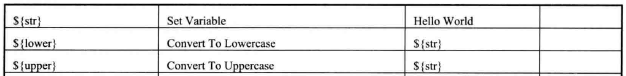 ${str} Set Variable Hello World
${lower} Convert To Lowercase ${str}
${upper} Convert To Uppercase ${str}